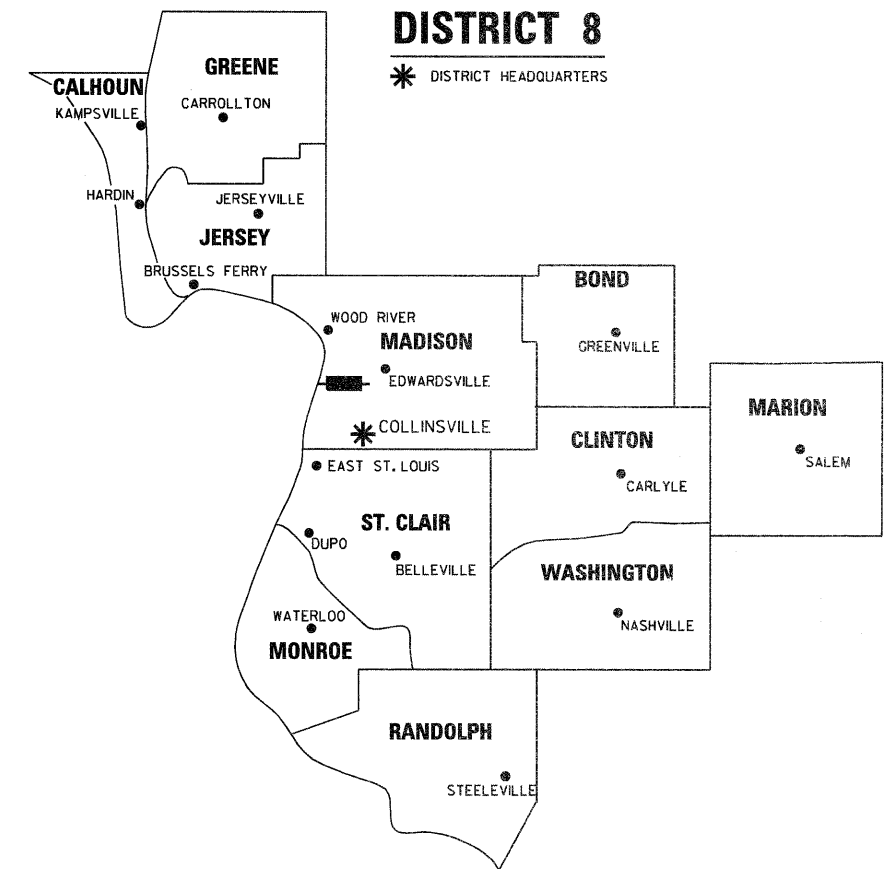 DISTRICT 8
DISTRICT HEADQUARTERS
GREENE
CALHOUN
CARROLLTON
KAMPSVILLE
HARDIN
JERSEYVILLE
JERSEY
BRUSSELS FERRY
BOND
WOOD RIVER
MADISON
GREENVILLE
EDWARDSVILLE
MARION
COLLINSVILLE
CLINTON
SALEM
EAST ST. LOUIS
CARLYLE
ST. CLAIR
DUPO
BELLEVILLE
WASHINGTON
WATERLOO
NASHVILLE
MONROE
RANDOLPH
STEELEVILLE